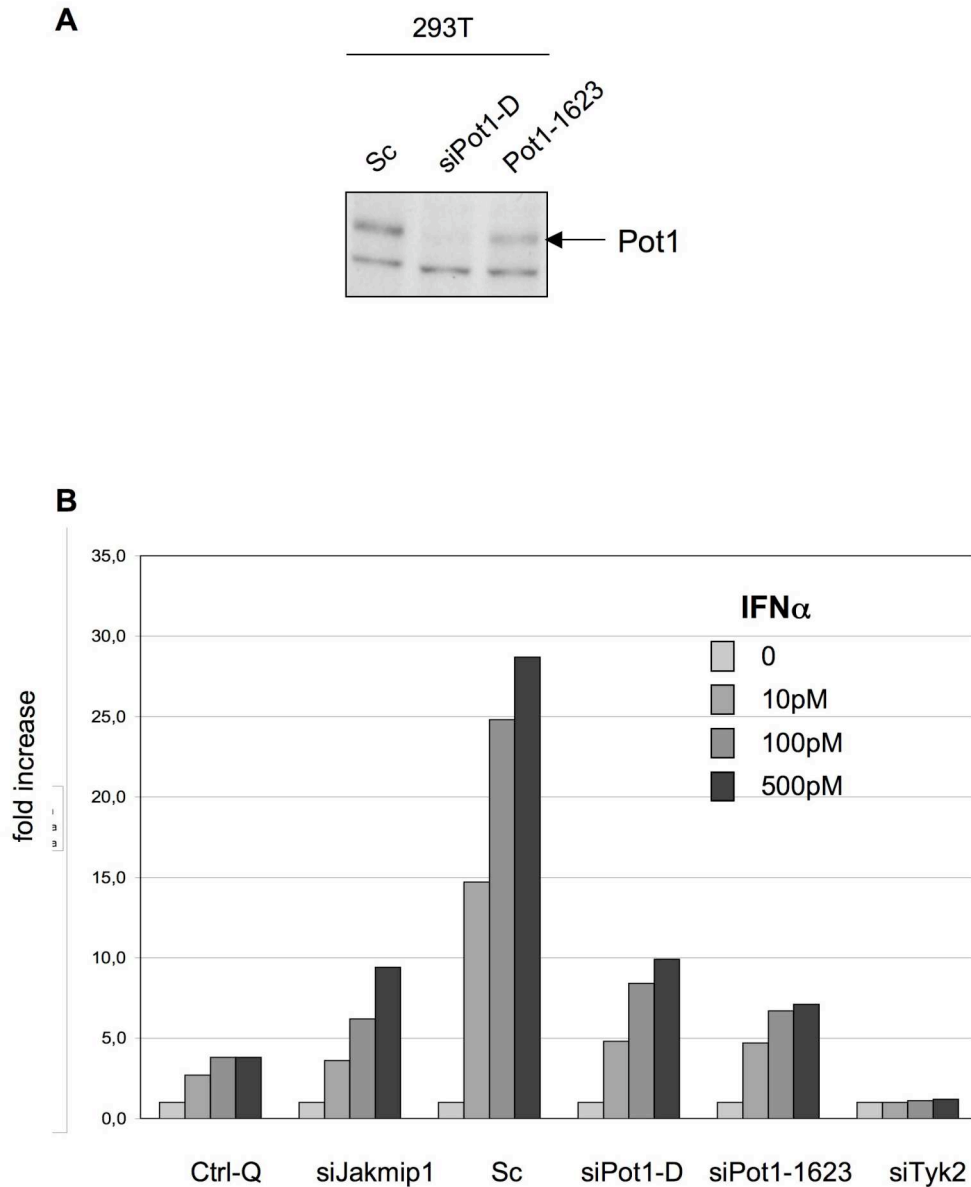 A
293T
Sc
siPot1-D
Pot1-1623
Pot1
B
35,0
30,0
25,0
20,0
15,0
10,0
5,0
0,0
fold increase
IFNα
0
10pM
100pM
500pM
Ctrl-Q siJakmip1 Sc siPot1-D siPot1-1623 siTyk2